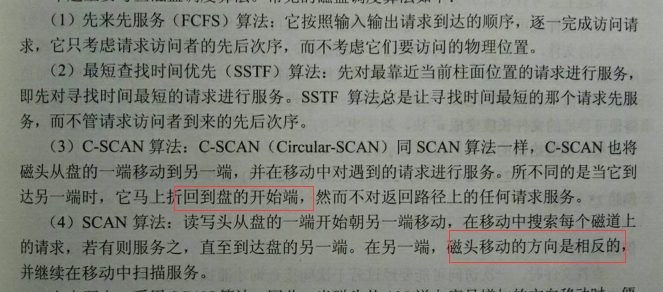 （1）先来先服务（FCFS）算法：它按照输入输出请求到达的顺序，逐一完成访问请
求，它只考虑请求访问者的先后次序，而不考虑它们要访问的物理位置。
（2）最短查找时间优先（SSTF）算法：先对最靠近当前柱面位置的请求进行服务，
即先对寻找时间最短的请求进行服务。SSTF 算法总是让寻找时间最短的那个请求先服
务，而不管请求访问者到来的先后次序。
（3）C-SCAN 算法：C-SCAN（Circular-SCAN）同 SCAN 算法一样，C-SCAN 也将
磁头从盘的一端移动到另一端，并在移动中对遇到的请求进行服务。所不同的是当它到
达另一端时，它马上折回到盘的开始端，然而不对返回路径上的任何请求服务。
（4）SCAN 算法：读写头从盘的一端开始朝另一端移动，在移动中搜索每个磁道上
的请求，若有则服务之，直至到达盘的另一端。在另一端，磁头移动的方向是相反的，
并继续在移动中扫描服务。